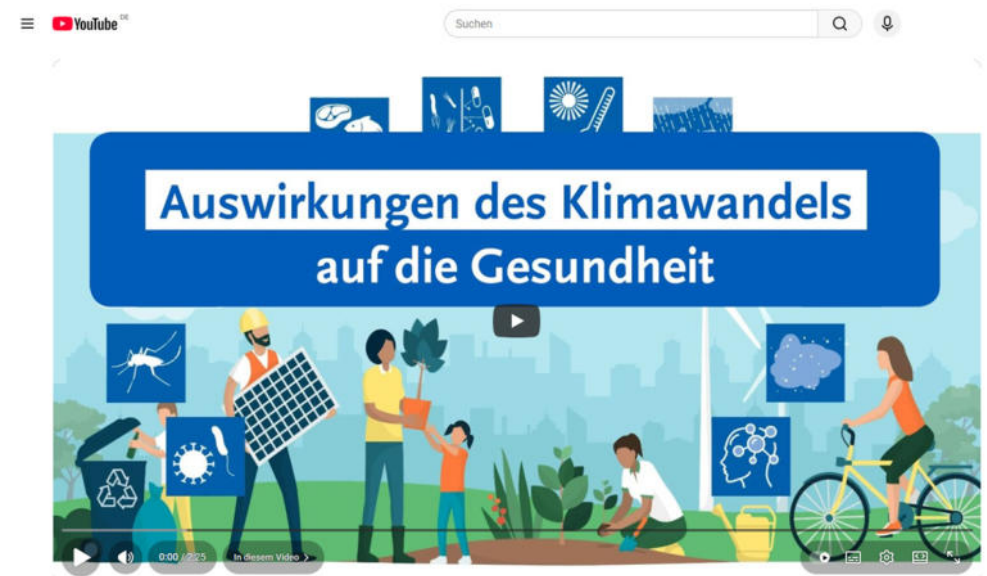 YouTube DE
Suchen
Auswirkungen des Klimawandels
auf die Gesundheit
0:00 / 2:25
In diesem Video